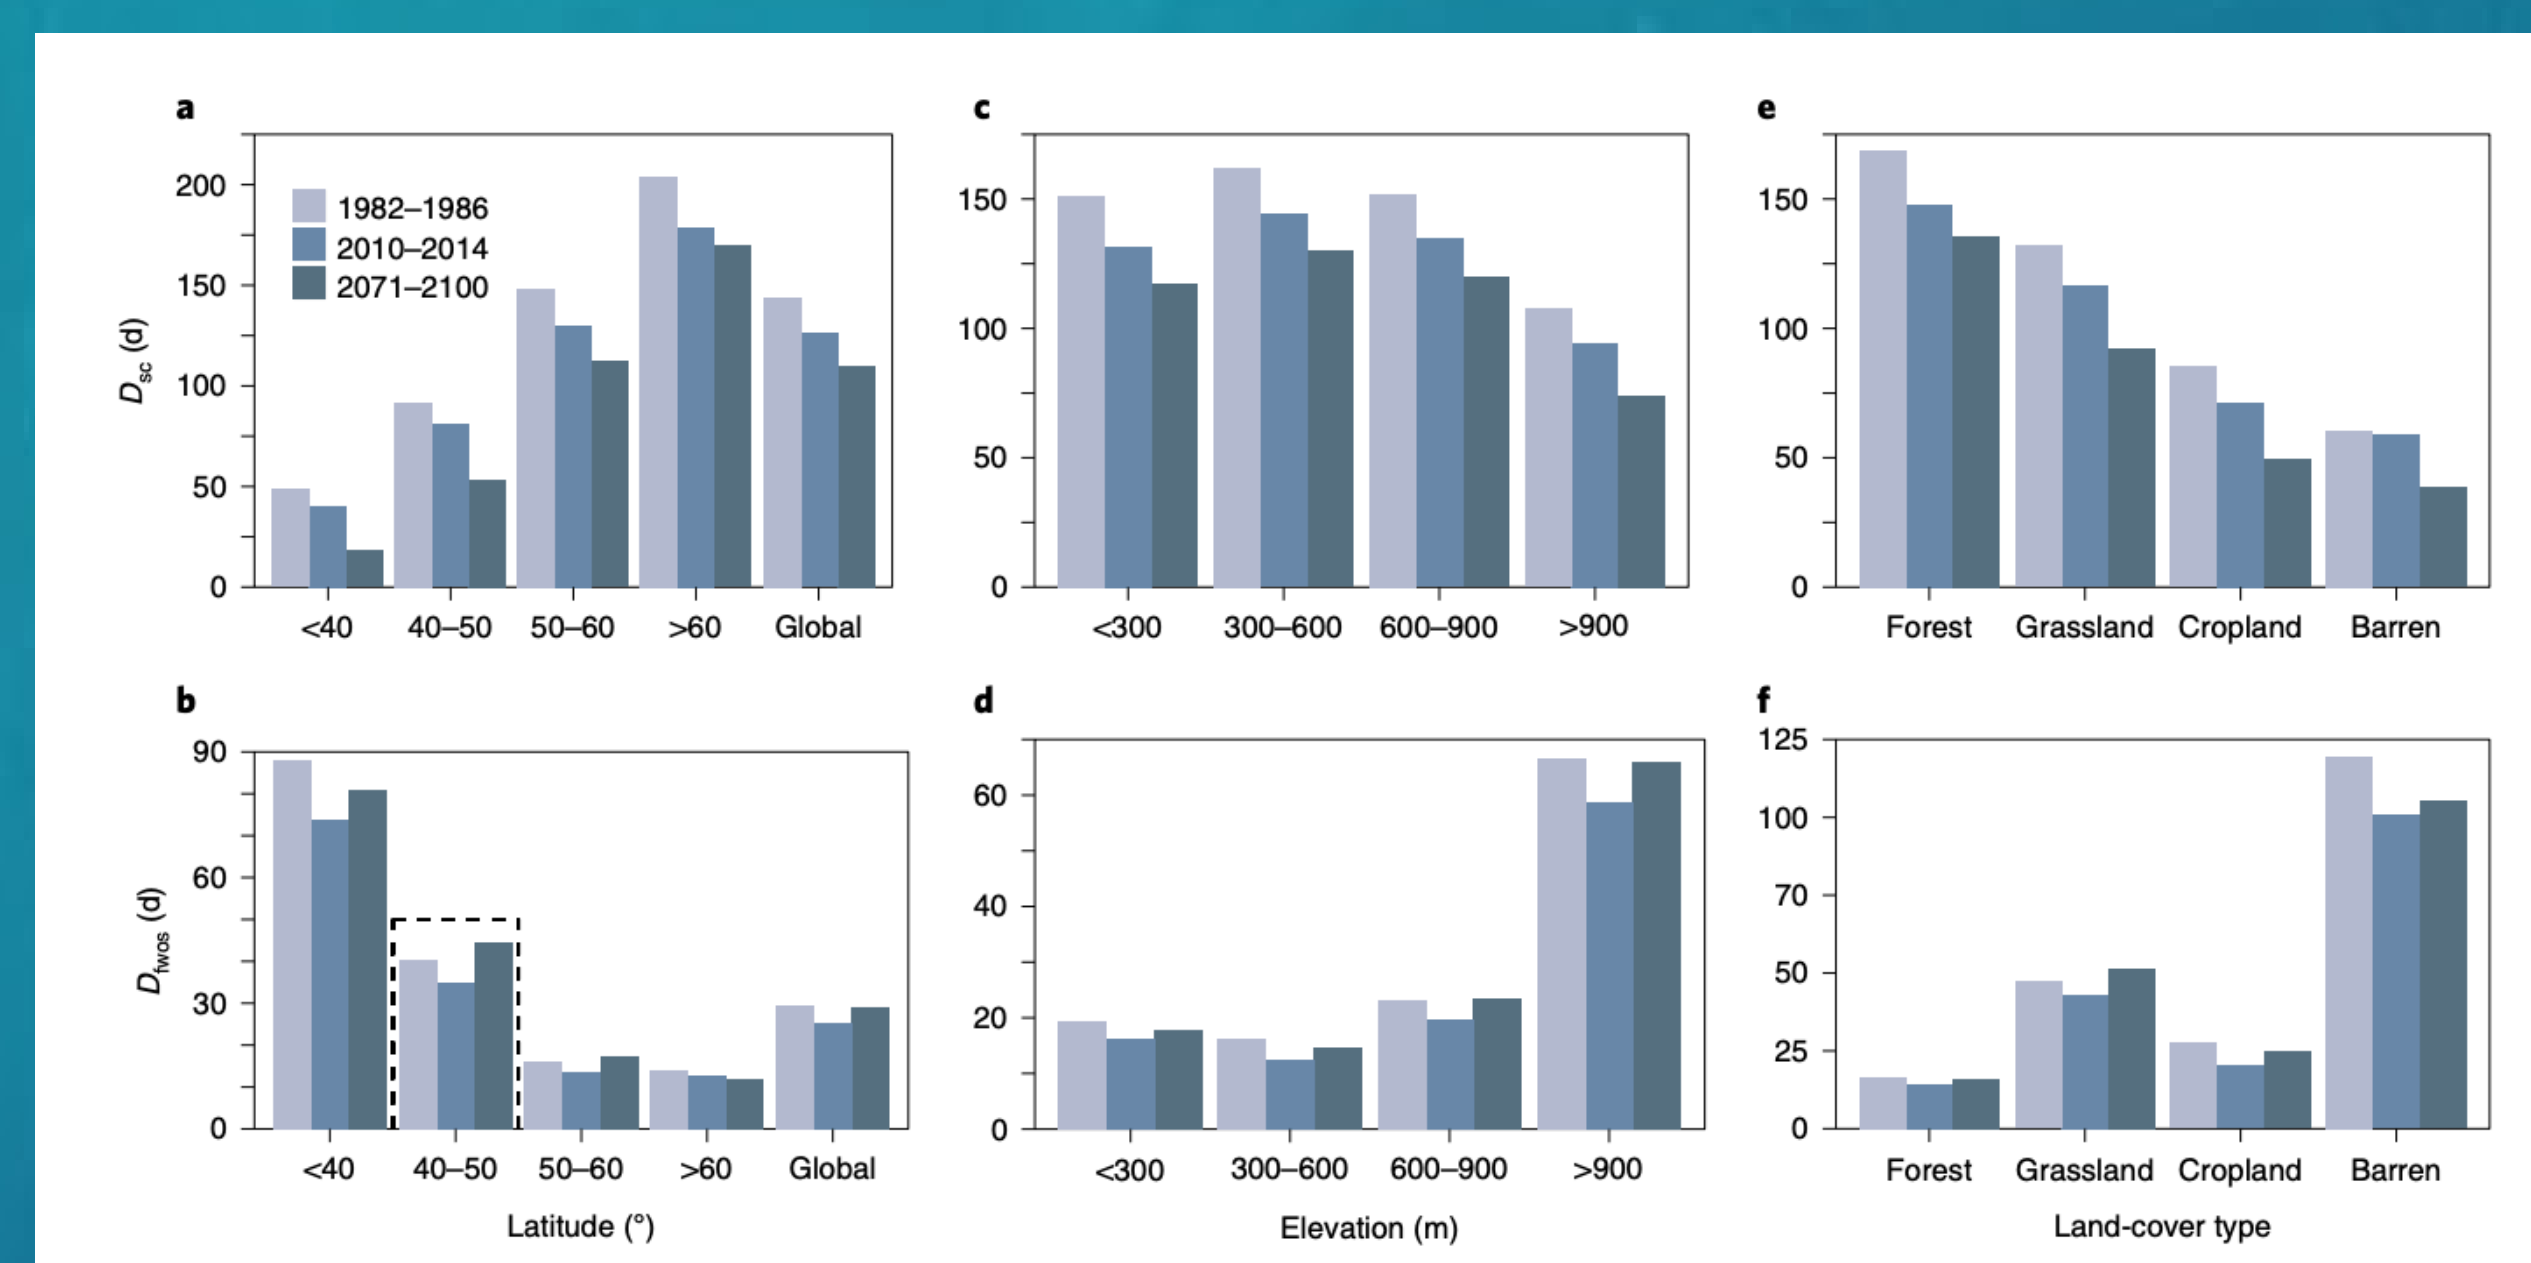 a
200
150
100
50
0
D_sc (d)
1982–1986
2010–2014
2071–2100
<40 40–50 50–60 >60 Global
c
150
100
50
0
<300 300–600 600–900 >900
e
150
100
50
0
Forest Grassland Cropland Barren
b
90
60
30
0
D_fwos (d)
<40 40–50 50–60 >60 Global
Latitude (°)
d
60
40
20
0
<300 300–600 600–900 >900
Elevation (m)
f
125
100
70
50
25
0
Forest Grassland Cropland Barren
Land-cover type